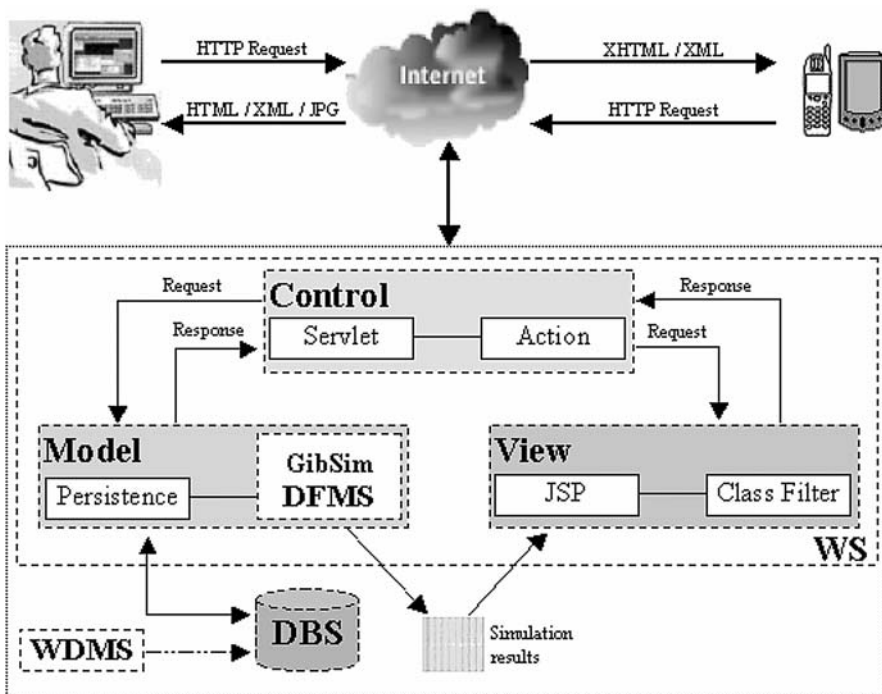 HTTP Request
XHTML / XML
Internet
HTML / XML / JPG
HTTP Request
Control
Request
Response
Servlet
Action
Response
Request
Model
GibSim
DFMS
Persistence
View
JSP
Class Filter
WS
DBS
WDMS
Simulation
results